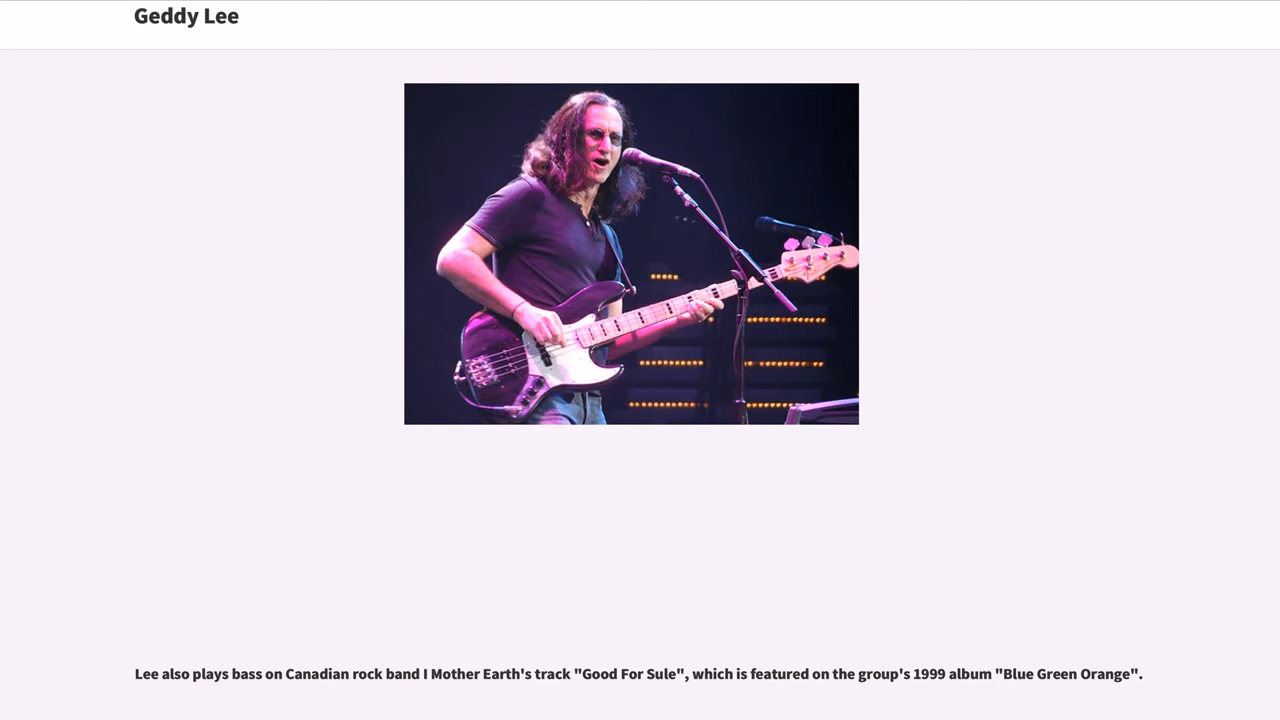 Geddy Lee
Lee also plays bass on Canadian rock band I Mother Earth's track "Good For Sule", which is featured on the group's 1999 album "Blue Green Orange".